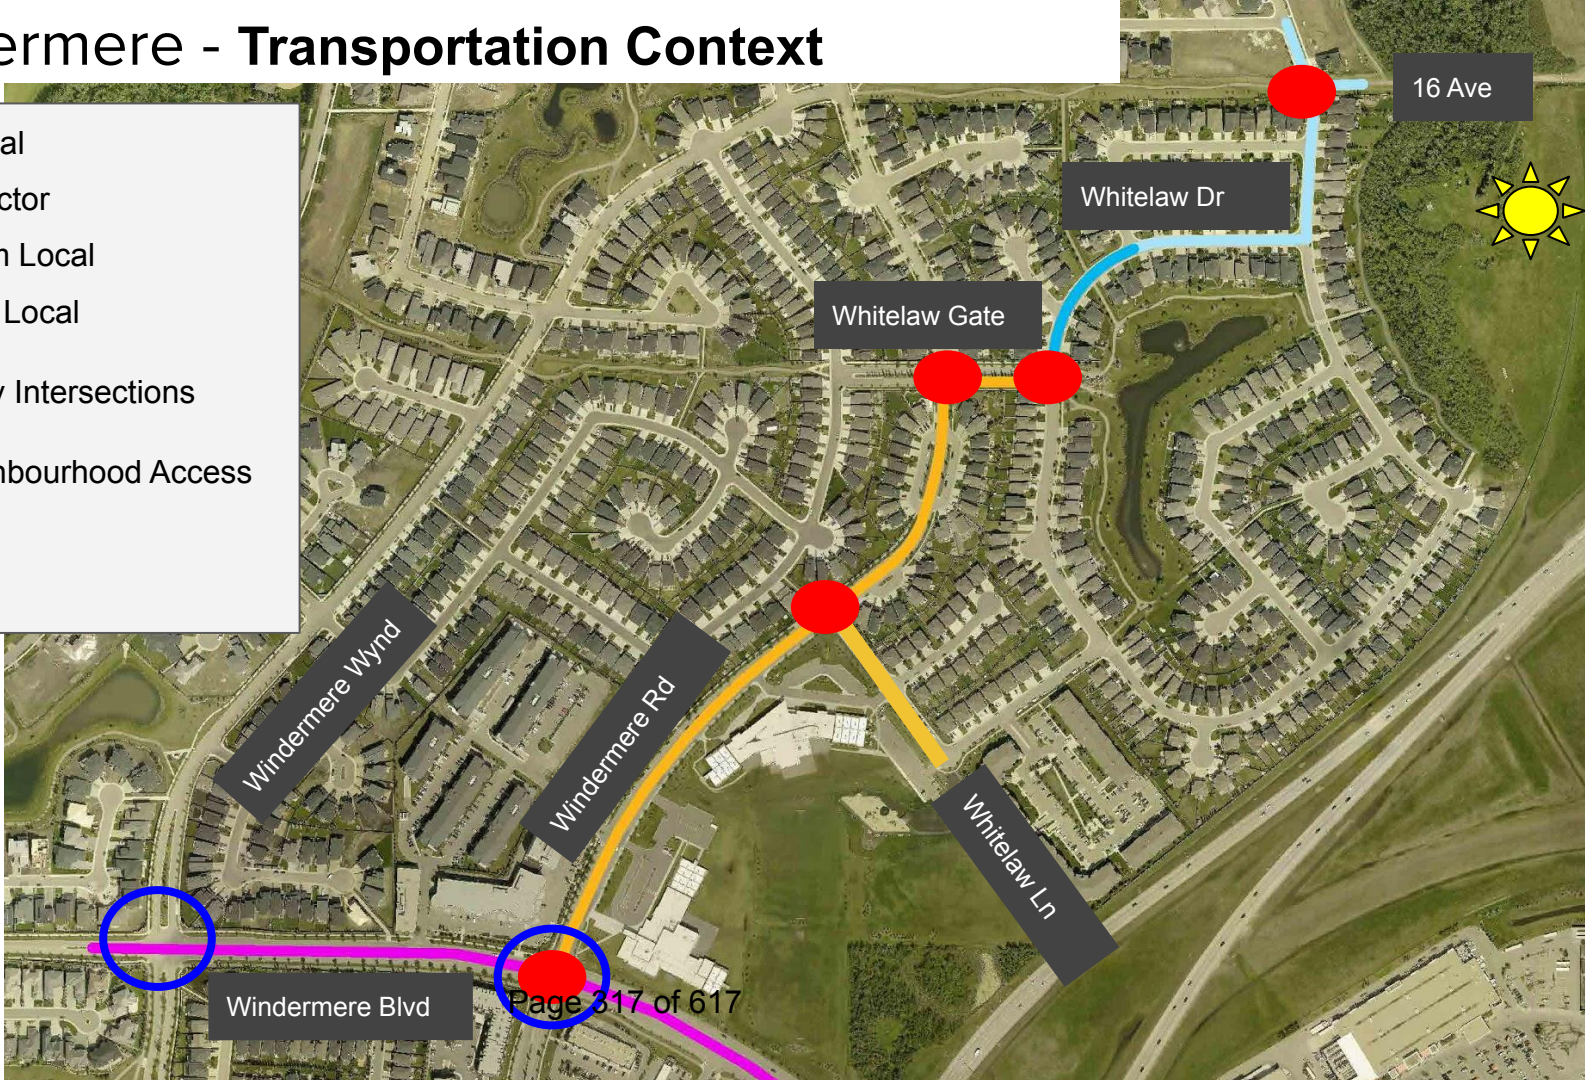 ermere - Transportation Context
16 Ave
al
ctor
n Local
Local
y Intersections
hbourhood Access
Whitelaw Dr
Whitelaw Gate
Windermere Wynd
Windermere Rd
Whitelaw Ln
Windermere Blvd
Page 317 of 617